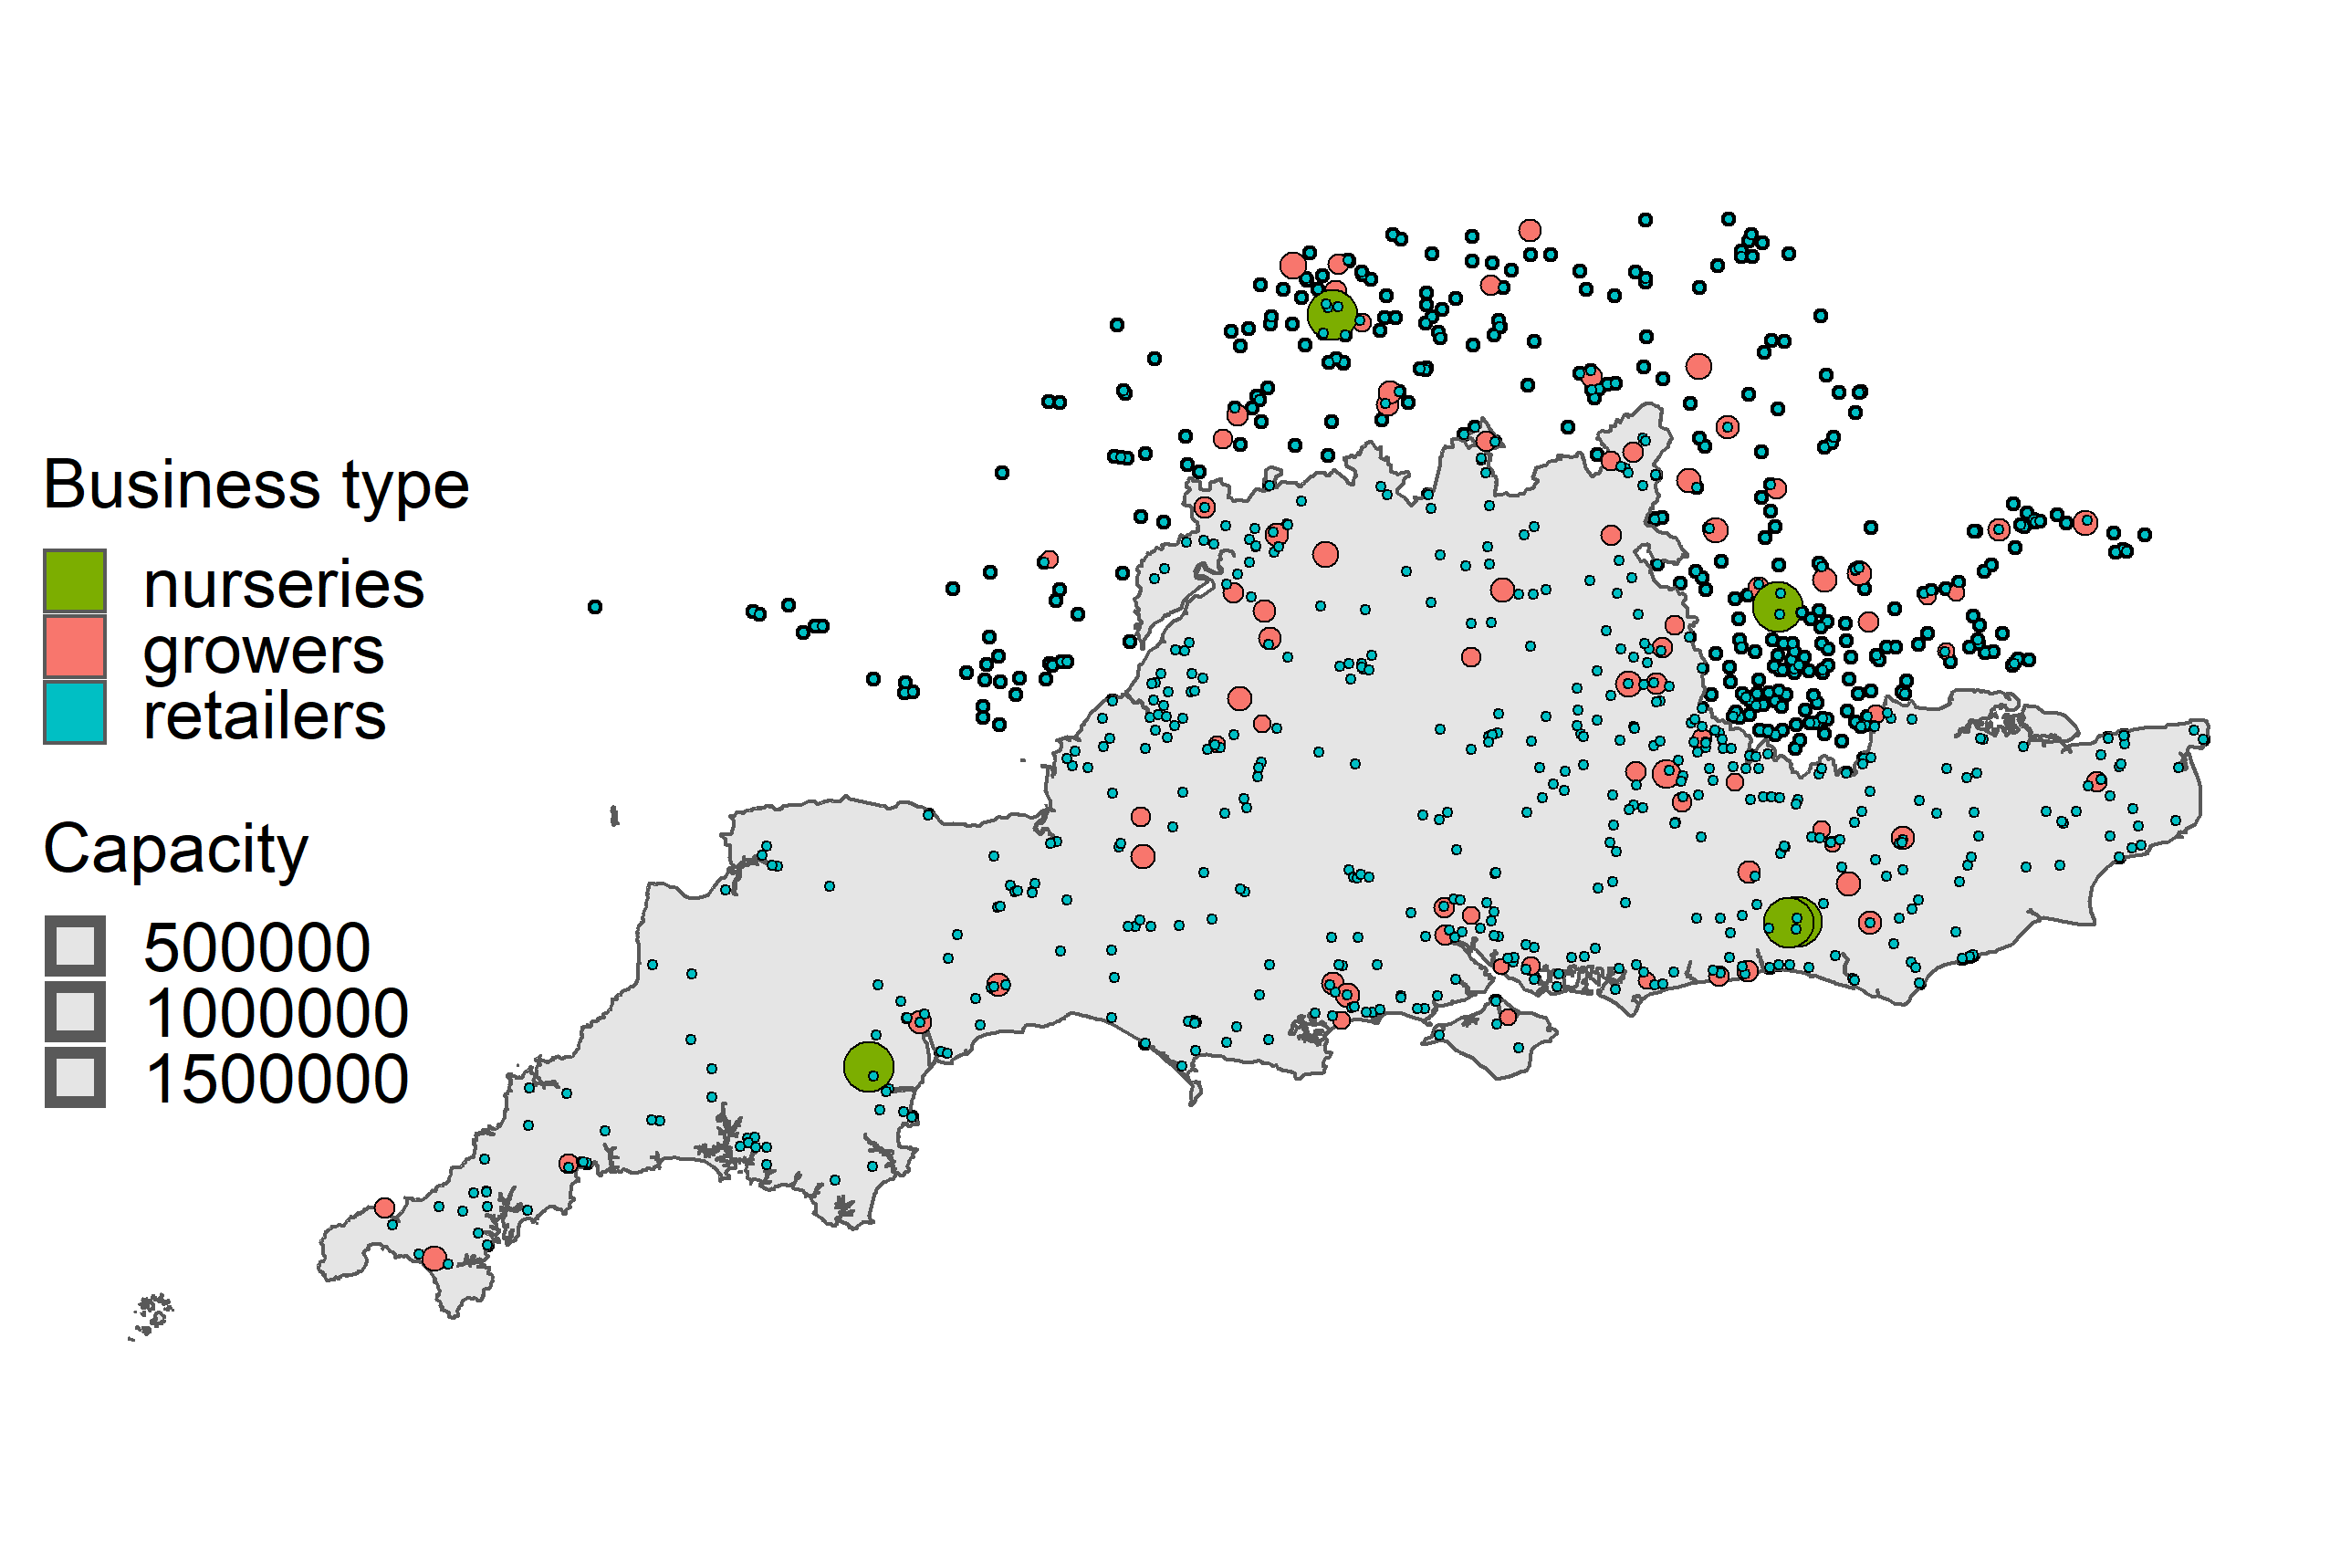 Business type
nurseries
growers
retailers
Capacity
500000
1000000
1500000